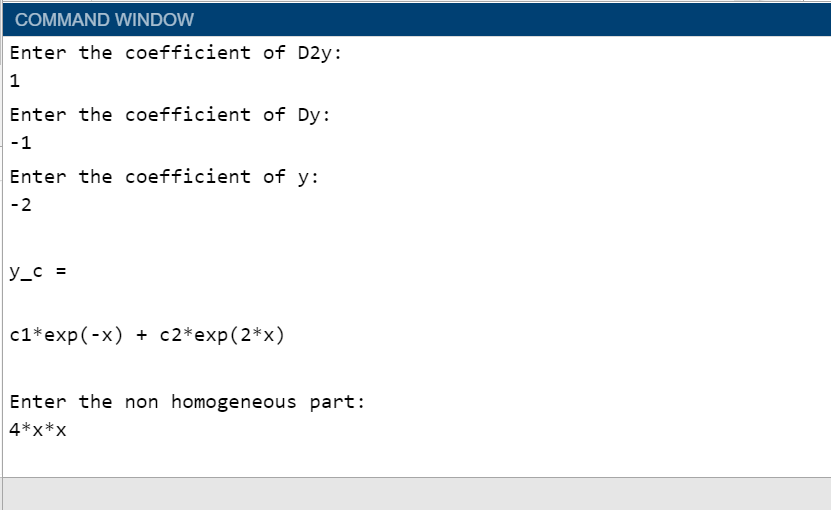 COMMAND WINDOW
Enter the coefficient of D2y:
1
Enter the coefficient of Dy:
-1
Enter the coefficient of y:
-2
y_c =
c1*exp(-x) + c2*exp(2*x)
Enter the non homogeneous part:
4*x*x